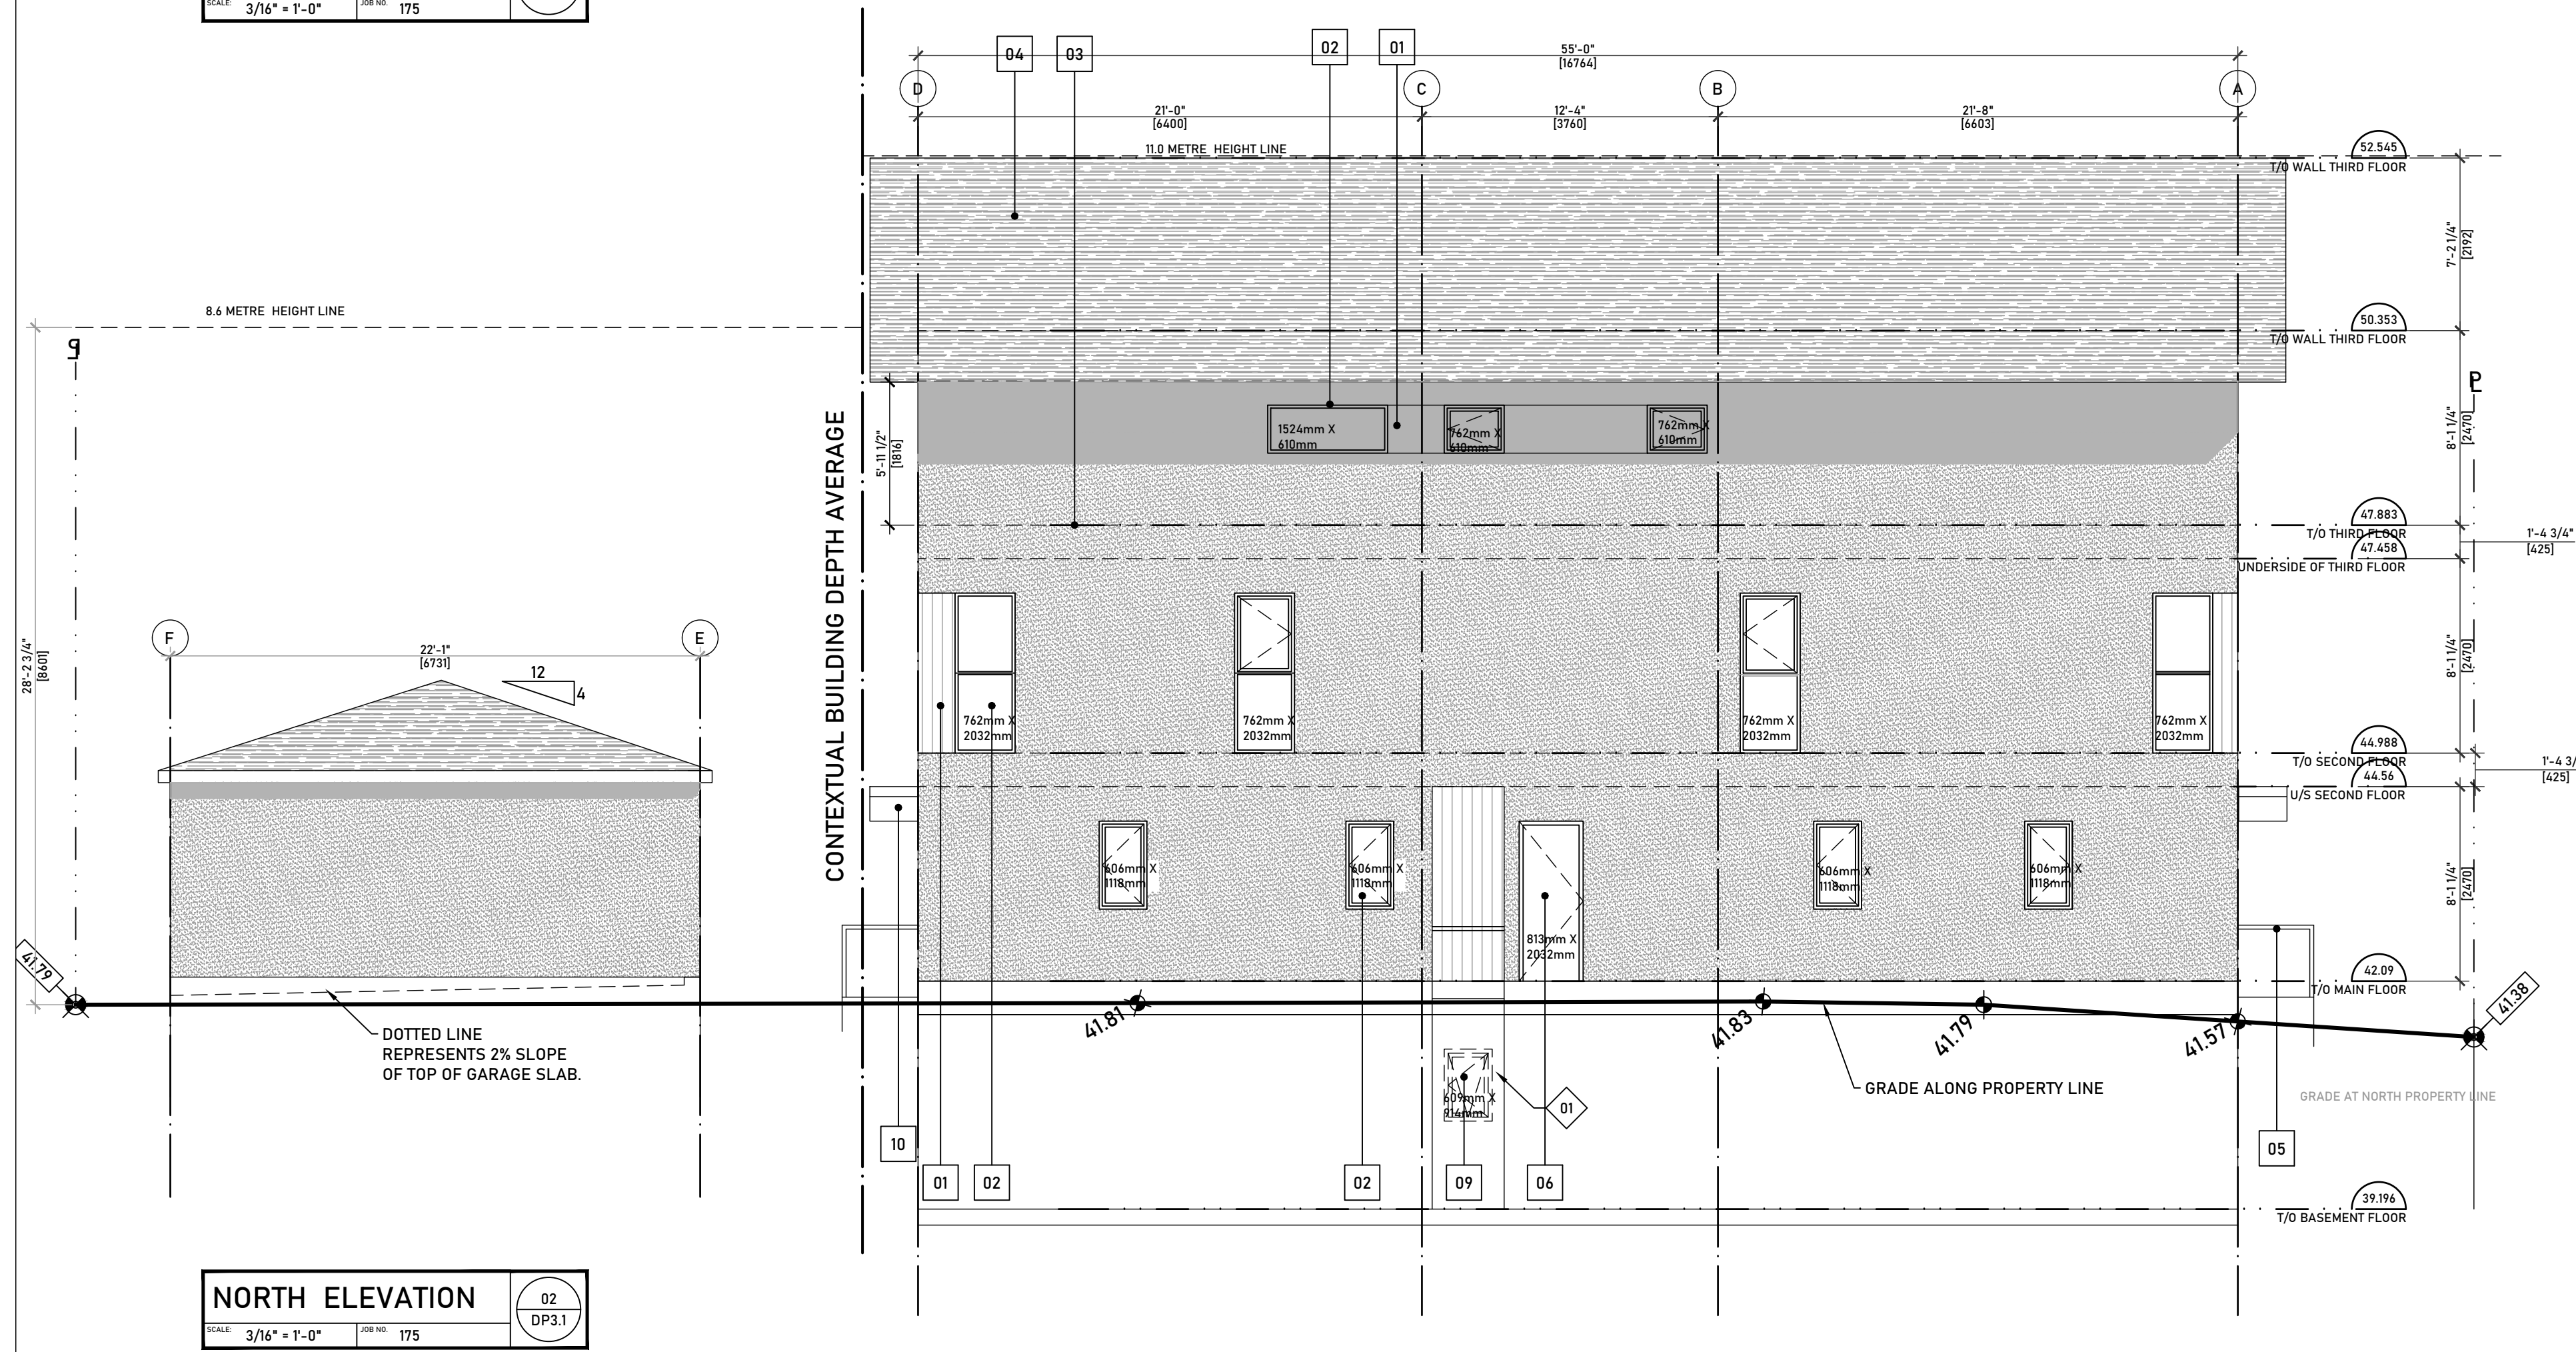 SCALE: 3/16" = 1'-0" JOB NO. 175
04
03
02
01
55'-0"
[16764]
D
C
B
A
21'-0"
[6400]
12'-4"
[3760]
21'-8"
[6603]
11.0 METRE HEIGHT LINE
52.545
T/O WALL THIRD FLOOR
7'-2 1/4"
[2192]
8.6 METRE HEIGHT LINE
50.353
T/O WALL THIRD FLOOR
PL
PL
8'-1 1/4"
[2470]
5'-11 1/2"
[1816]
1524mm X
610mm
762mm X
610mm
762mm X
610mm
CONTEXTUAL BUILDING DEPTH AVERAGE
47.883
T/O THIRD FLOOR
47.458
UNDERSIDE OF THIRD FLOOR
1'-4 3/4"
[425]
28'-2 3/4"
[8601]
F
E
22'-1"
[6731]
12
4
8'-1 1/4"
[2470]
762mm X
2032mm
762mm X
2032mm
762mm X
2032mm
762mm X
2032mm
44.988
T/O SECOND FLOOR
44.56
U/S SECOND FLOOR
1'-4 3/
[425]
606mm X
1118mm
606mm X
1118mm
606mm X
1118mm
606mm X
1118mm
8'-1 1/4"
[2470]
813mm X
2032mm
41.79
42.09
T/O MAIN FLOOR
41.38
41.81
41.83
41.79
41.57
DOTTED LINE
REPRESENTS 2% SLOPE
OF TOP OF GARAGE SLAB.
GRADE ALONG PROPERTY LINE
GRADE AT NORTH PROPERTY LINE
609mm X
914mm
01
10
05
01
02
02
09
06
39.196
T/O BASEMENT FLOOR
NORTH ELEVATION
02
DP3.1
SCALE: 3/16" = 1'-0" JOB NO. 175